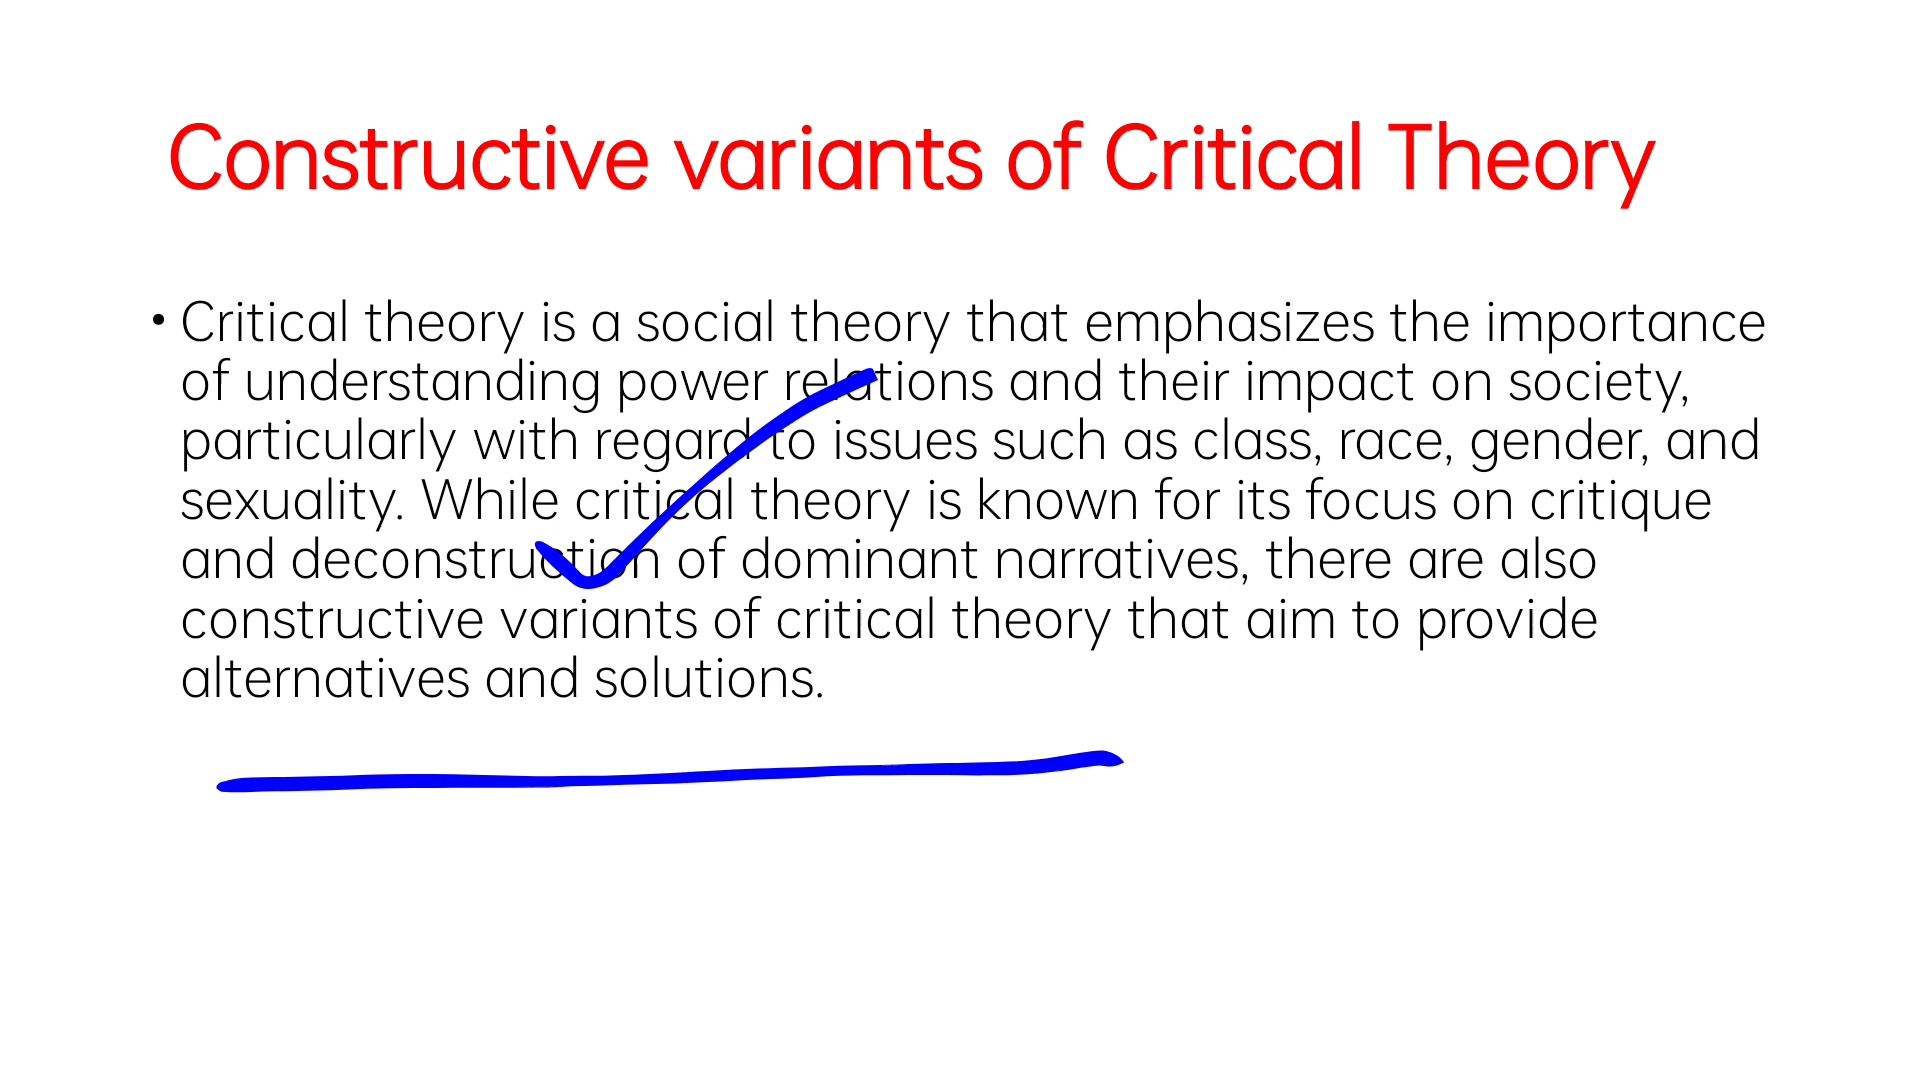 Constructive variants of Critical Theory
• Critical theory is a social theory that emphasizes the importance
of understanding power relations and their impact on society,
particularly with regard to issues such as class, race, gender, and
sexuality. While critical theory is known for its focus on critique
and deconstruction of dominant narratives, there are also
constructive variants of critical theory that aim to provide
alternatives and solutions.